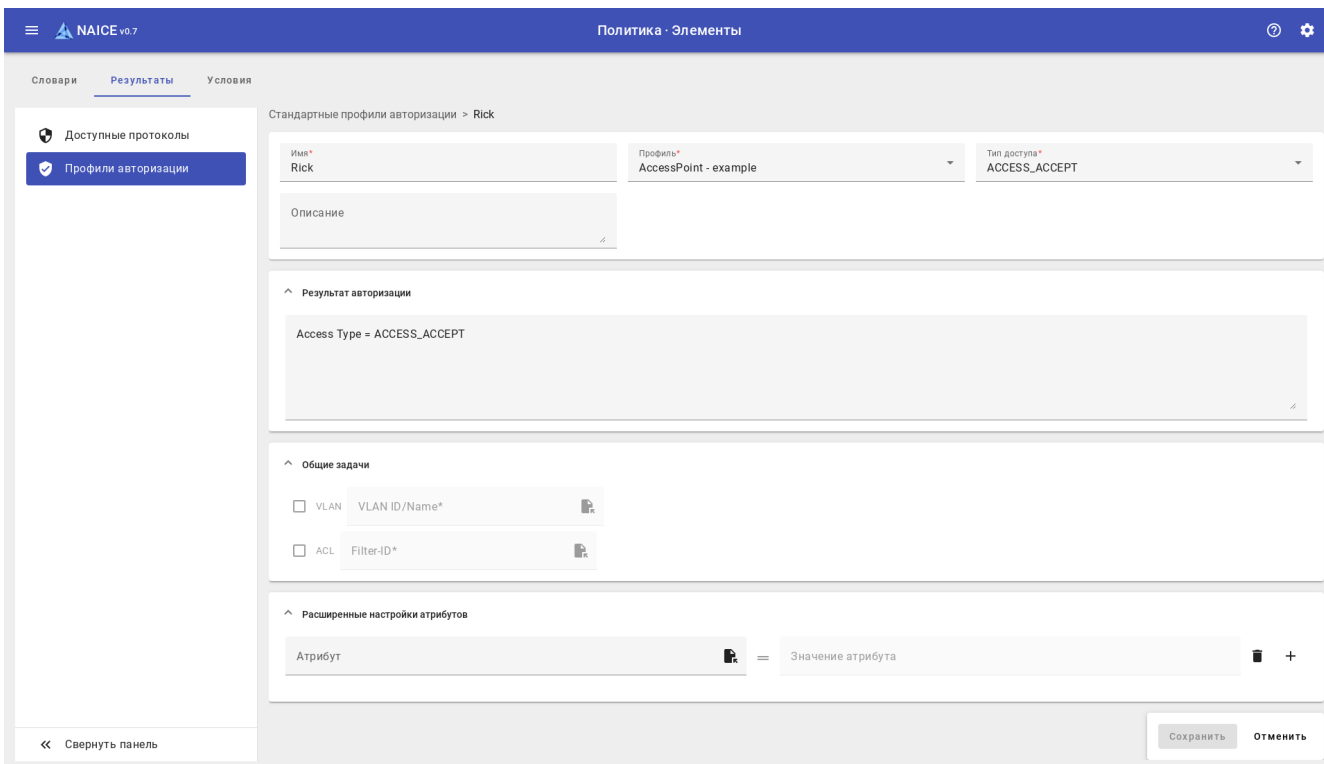 NAICE v0.7
Политика · Элементы
Словари Результаты Условия
Доступные протоколы
Профили авторизации
Свернуть панель
Стандартные профили авторизации > Rick
Имя* Профиль* Тип доступа*
Rick AccessPoint - example ACCESS_ACCEPT
Описание
Результат авторизации
Access Type = ACCESS_ACCEPT
Общие задачи
VLAN VLAN ID/Name*
ACL Filter-ID*
Расширенные настройки атрибутов
Атрибут = Значение атрибута
Сохранить Отменить